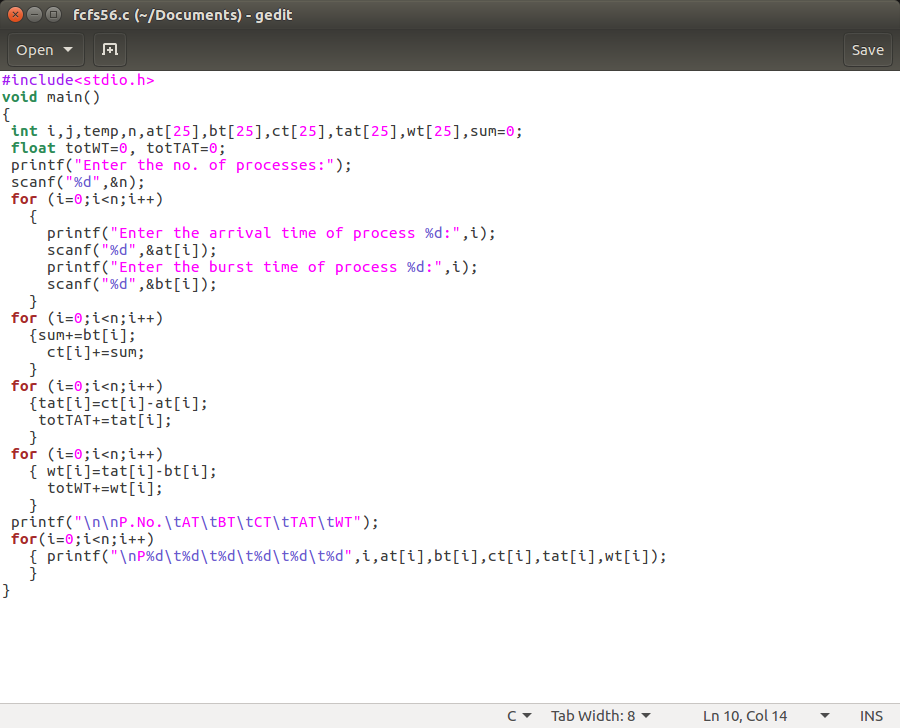 fcfs56.c (~/Documents) - gedit
Open
Save
#include<stdio.h>
void main()
{
 int i,j,temp,n,at[25],bt[25],ct[25],tat[25],wt[25],sum=0;
 float totWT=0, totTAT=0;
 printf("Enter the no. of processes:");
 scanf("%d",&n);
 for (i=0;i<n;i++)
   {
     printf("Enter the arrival time of process %d:",i);
     scanf("%d",&at[i]);
     printf("Enter the burst time of process %d:",i);
     scanf("%d",&bt[i]);
   }
 for (i=0;i<n;i++)
   {sum+=bt[i];
     ct[i]+=sum;
   }
 for (i=0;i<n;i++)
   {tat[i]=ct[i]-at[i];
    totTAT+=tat[i];
   }
 for (i=0;i<n;i++)
   { wt[i]=tat[i]-bt[i];
     totWT+=wt[i];
   }
 printf("\n\nP.No.\tAT\tBT\tCT\tTAT\tWT");
 for(i=0;i<n;i++)
   { printf("\nP%d\t%d\t%d\t%d\t%d\t%d",i,at[i],bt[i],ct[i],tat[i],wt[i]);
   }
}
C Tab Width: 8 Ln 10, Col 14 INS